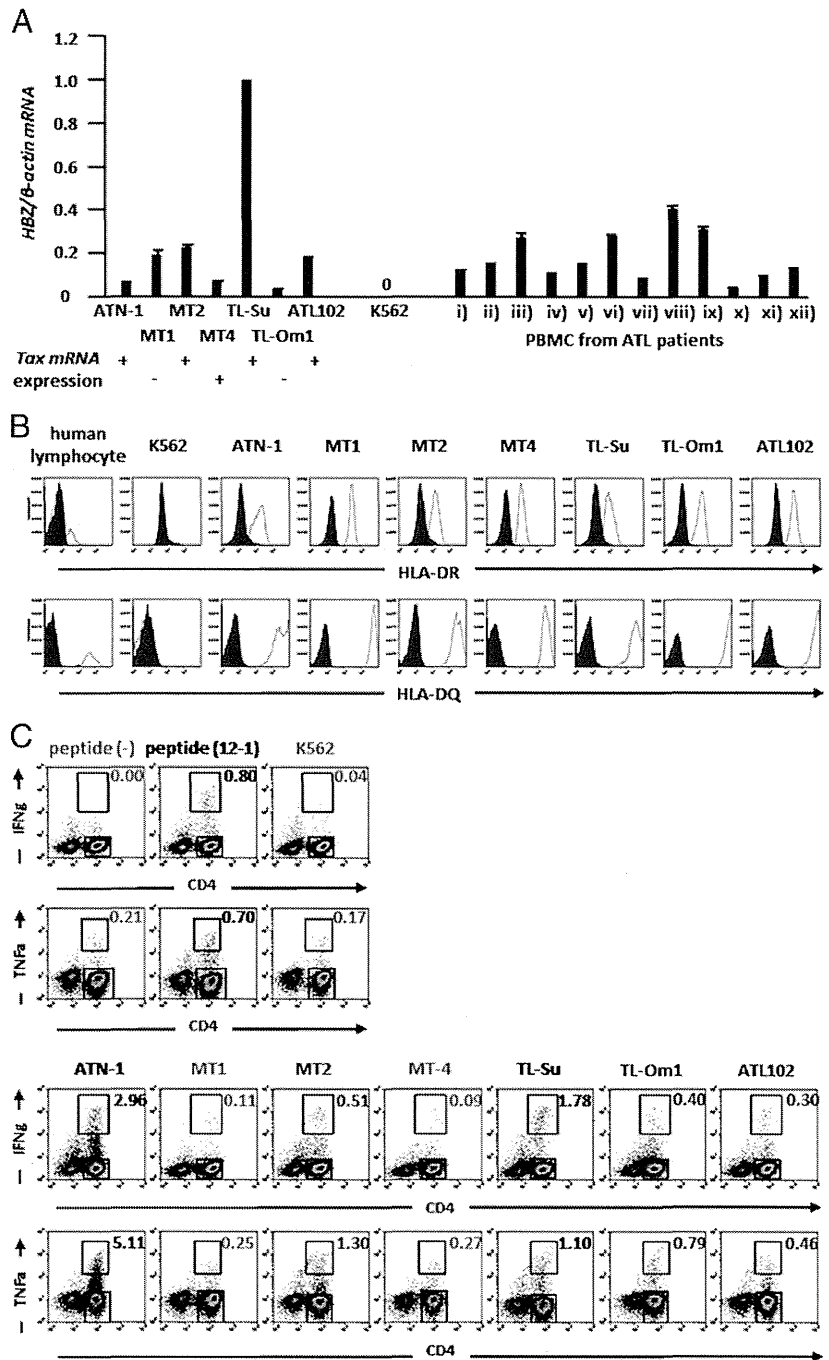 A
HBZ/β-actin mRNA
1.2
1.0
0.8
0.6
0.4
0.2
0
0
ATN-1 MT2 TL-Su ATL102 K562
MT1 MT4 TL-Om1
i) ii) iii) iv) v) vi) vii) viii) ix) x) xi) xii)
PBMC from ATL patients
Tax mRNA + + + +
expression - + -
B
human
lymphocyte K562 ATN-1 MT1 MT2 MT4 TL-Su TL-Om1 ATL102
HLA-DR
HLA-DQ
C
peptide (-) peptide (12-1) K562
IFNg
0.00 0.80 0.04
CD4
TNFa
0.21 0.70 0.17
CD4
ATN-1 MT1 MT2 MT-4 TL-Su TL-Om1 ATL102
IFNg
2.96 0.11 0.51 0.09 1.78 0.40 0.30
CD4
TNFa
5.11 0.25 1.30 0.27 1.10 0.79 0.46
CD4